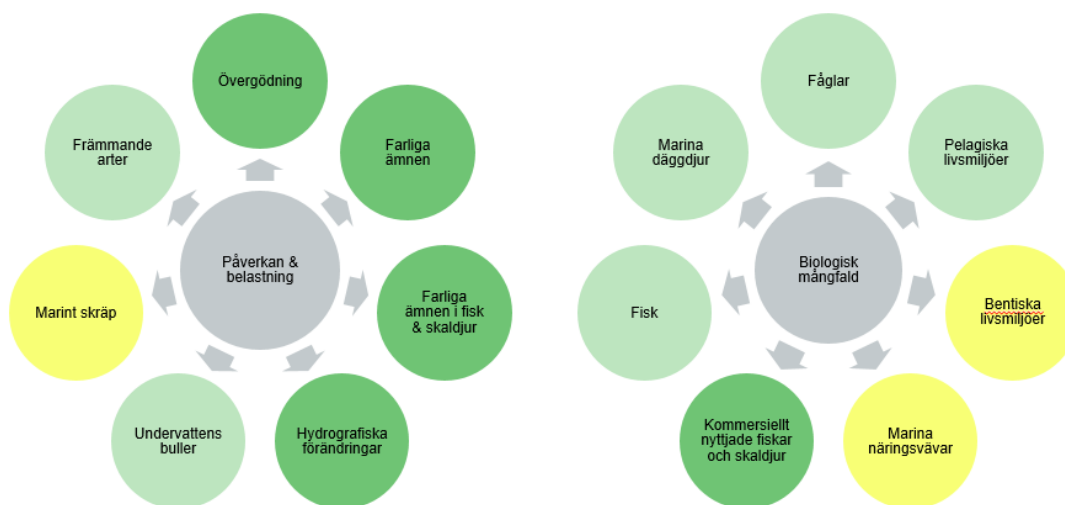 Övergödning
Farliga
ämnen
Farliga
ämnen i fisk
& skaldjur
Hydrografiska
förändringar
Undervattens
buller
Marint skräp
Främmande
arter
Påverkan &
belastning
Fåglar
Pelagiska
livsmiljöer
Bentiska
livsmiljöer
Marina
näringsvävar
Kommersiellt
nyttjade fiskar
och skaldjur
Fisk
Marina
däggdjur
Biologisk
mångfald